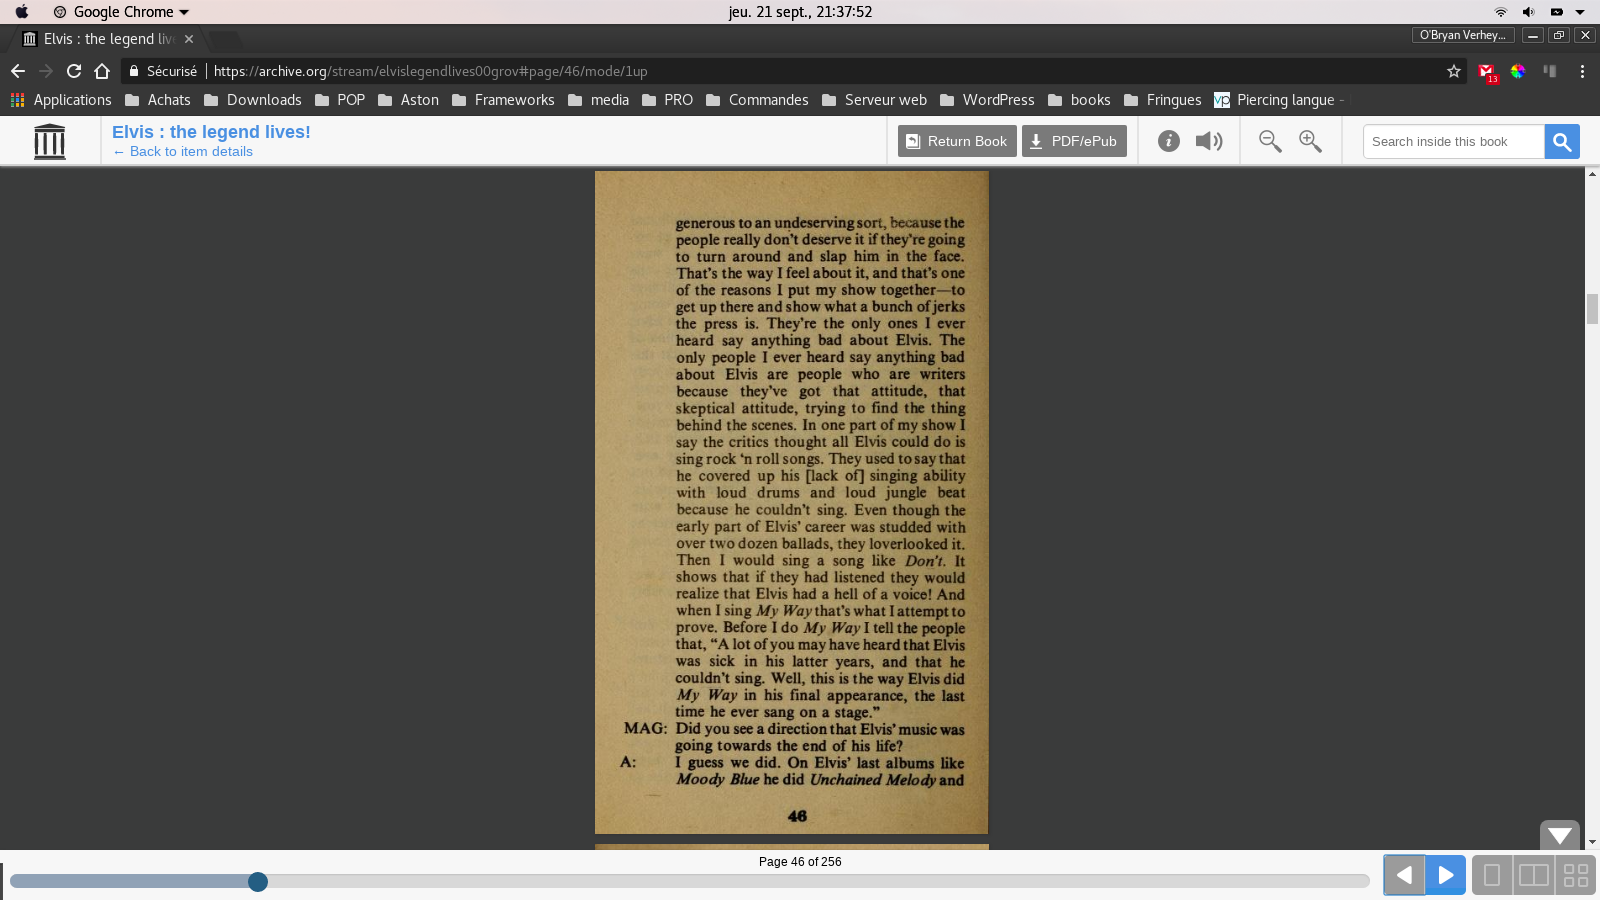 Google Chrome
jeu. 21 sept., 21:37:52
Elvis : the legend live
O'Bryan Verhey...
Sécurisé
https://archive.org/stream/elvislegendlives00grov#page/46/mode/1up
13
Applications Achats Downloads POP Aston Frameworks media PRO Commandes Serveur web WordPress books Fringues vp Piercing langue -
Elvis : the legend lives!
← Back to item details
Return Book
PDF/ePub
Search inside this book
generous to an undeserving sort, because the
people really don't deserve it if they're going
to turn around and slap him in the face.
That's the way I feel about it, and that's one
of the reasons I put my show together—to
get up there and show what a bunch of jerks
the press is. They're the only ones I ever
heard say anything bad about Elvis. The
only people I ever heard say anything bad
about Elvis are people who are writers
because they've got that attitude, that
skeptical attitude, trying to find the thing
behind the scenes. In one part of my show I
say the critics thought all Elvis could do is
sing rock 'n roll songs. They used to say that
he covered up his [lack of] singing ability
with loud drums and loud jungle beat
because he couldn't sing. Even though the
early part of Elvis' career was studded with
over two dozen ballads, they loverlooked it.
Then I would sing a song like Don't. It
shows that if they had listened they would
realize that Elvis had a hell of a voice! And
when I sing My Way that's what I attempt to
prove. Before I do My Way I tell the people
that, "A lot of you may have heard that Elvis
was sick in his latter years, and that he
couldn't sing. Well, this is the way Elvis did
My Way in his final appearance, the last
time he ever sang on a stage."
MAG: Did you see a direction that Elvis' music was
going towards the end of his life?
A: I guess we did. On Elvis' last albums like
Moody Blue he did Unchained Melody and
46
Page 46 of 256